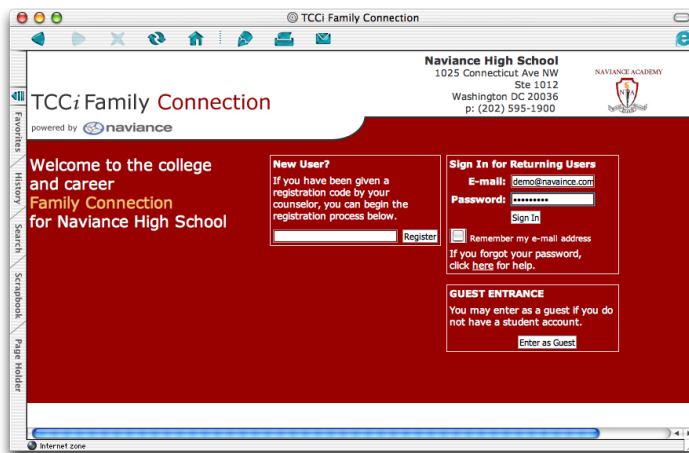 TCCi Family Connection
Naviance High School
1025 Connecticut Ave NW
Ste 1012
Washington DC 20036
p: (202) 595-1900
NAVIANCE ACADEMY
TCCi Family Connection
powered by naviance
Favorites
History
Search
Scrapbook
Page Holder
Welcome to the college
and career
Family Connection
for Naviance High School
New User?
If you have been given a
registration code by your
counselor, you can begin the
registration process below.
Register
Sign In for Returning Users
E-mail: demo@navaince.com
Password: •••••••••
Sign In
Remember my e-mail address
If you forgot your password,
click here for help.
GUEST ENTRANCE
You may enter as a guest if you do
not have a student account.
Enter as Guest
Internet zone